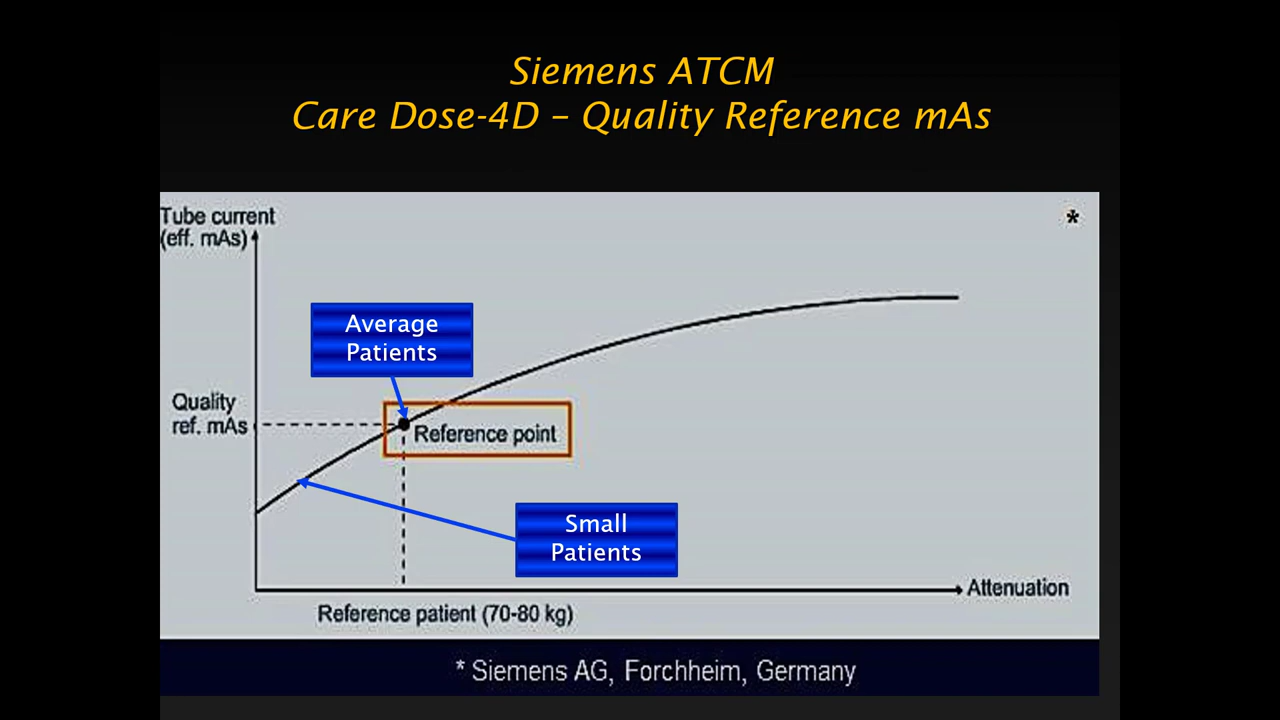 Siemens ATCM
Care Dose-4D – Quality Reference mAs
Tube current
(eff. mAs)
*
Average
Patients
Quality
ref. mAs
Reference point
Small
Patients
Attenuation
Reference patient (70-80 kg)
* Siemens AG, Forchheim, Germany